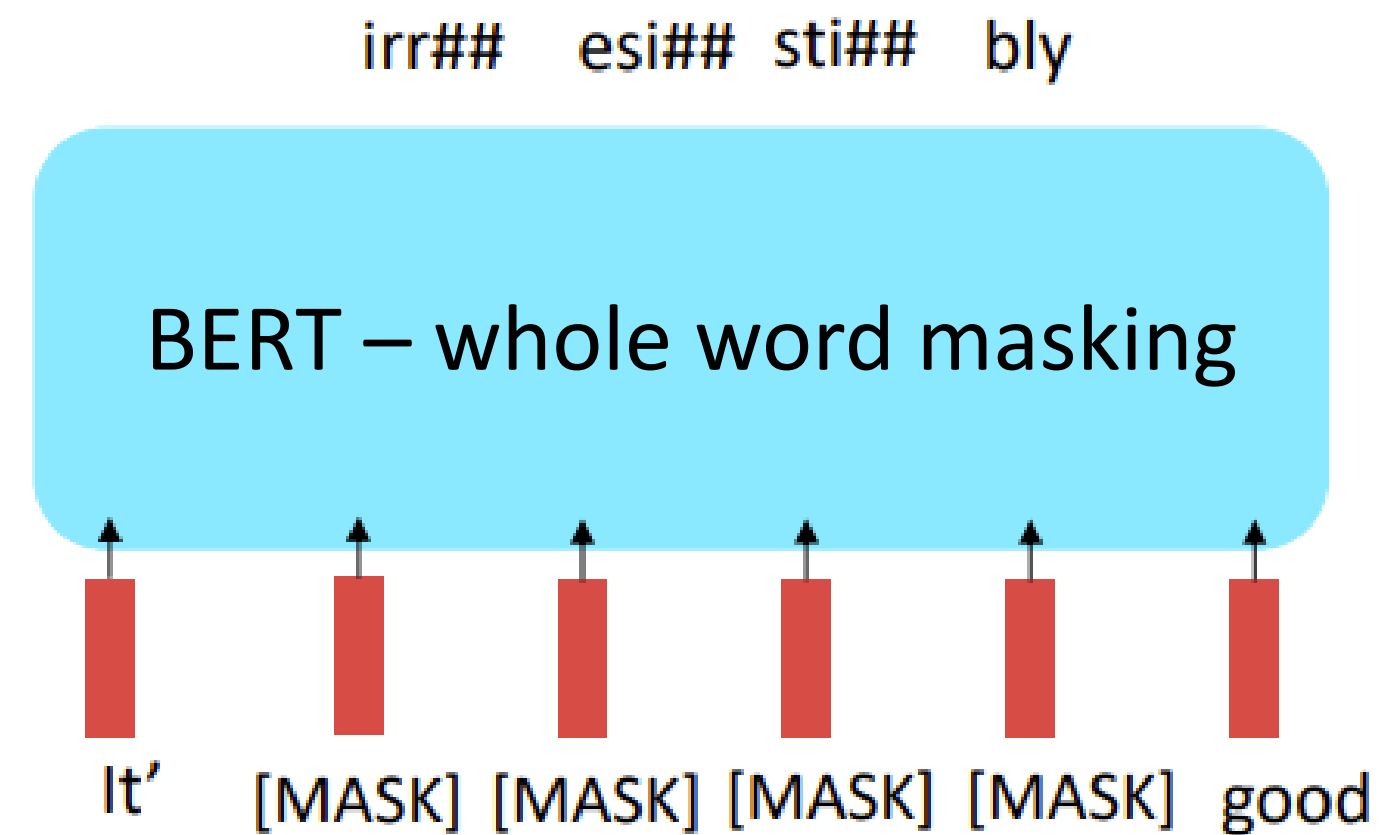 irr## esi## sti## bly
BERT – whole word masking
It’ [MASK] [MASK] [MASK] [MASK] good